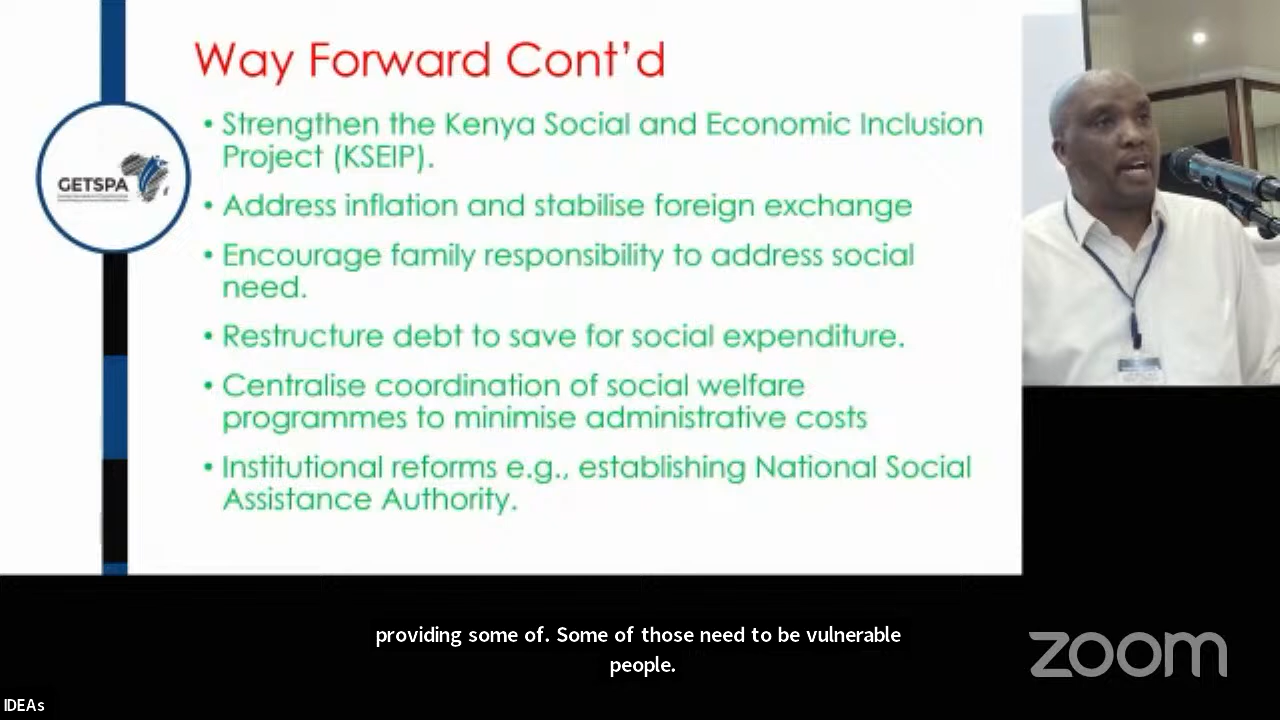 Way Forward Cont'd
• Strengthen the Kenya Social and Economic Inclusion
Project (KSEIP).
GETSPA
• Address inflation and stabilise foreign exchange
• Encourage family responsibility to address social
need.
• Restructure debt to save for social expenditure.
• Centralise coordination of social welfare
programmes to minimise administrative costs
• Institutional reforms e.g., establishing National Social
Assistance Authority.
providing some of. Some of those need to be vulnerable
people.
zoom
IDEAs